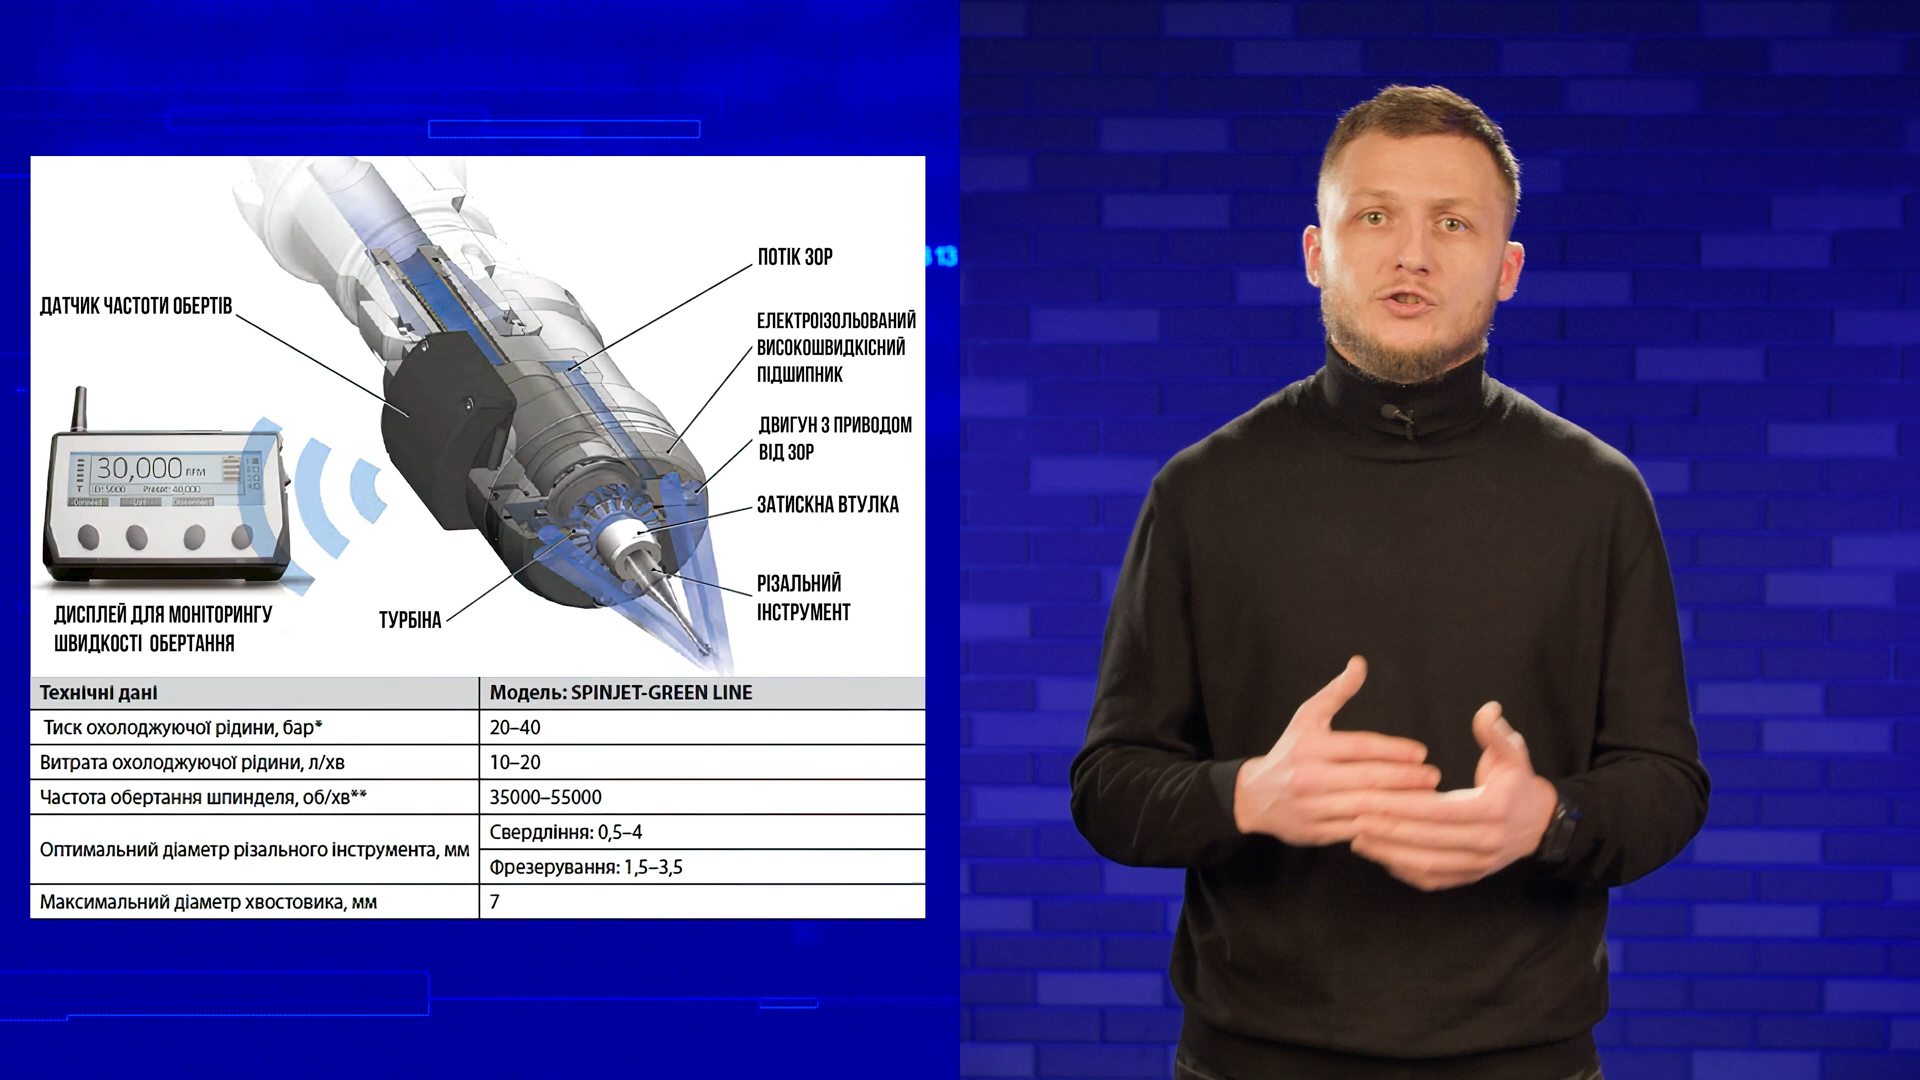 ПОТІК ЗОР
ДАТЧИК ЧАСТОТИ ОБЕРТІВ
ЕЛЕКТРОІЗОЛЬОВАНИЙ
ВИСОКОШВИДКІСНИЙ
ПІДШИПНИК
ДВИГУН З ПРИВОДОМ
ВІД ЗОР
30,000 RPM
ЗАТИСКНА ВТУЛКА
РІЗАЛЬНИЙ
ІНСТРУМЕНТ
ТУРБІНА
ДИСПЛЕЙ ДЛЯ МОНІТОРИНГУ
ШВИДКОСТІ ОБЕРТАННЯ
Технічні дані
Модель: SPINJET-GREEN LINE
Тиск охолоджуючої рідини, бар*
20–40
Витрата охолоджуючої рідини, л/хв
10–20
Частота обертання шпинделя, об/хв**
35000–55000
Оптимальний діаметр різального інструмента, мм
Свердління: 0,5–4
Фрезерування: 1,5–3,5
Максимальний діаметр хвостовика, мм
7